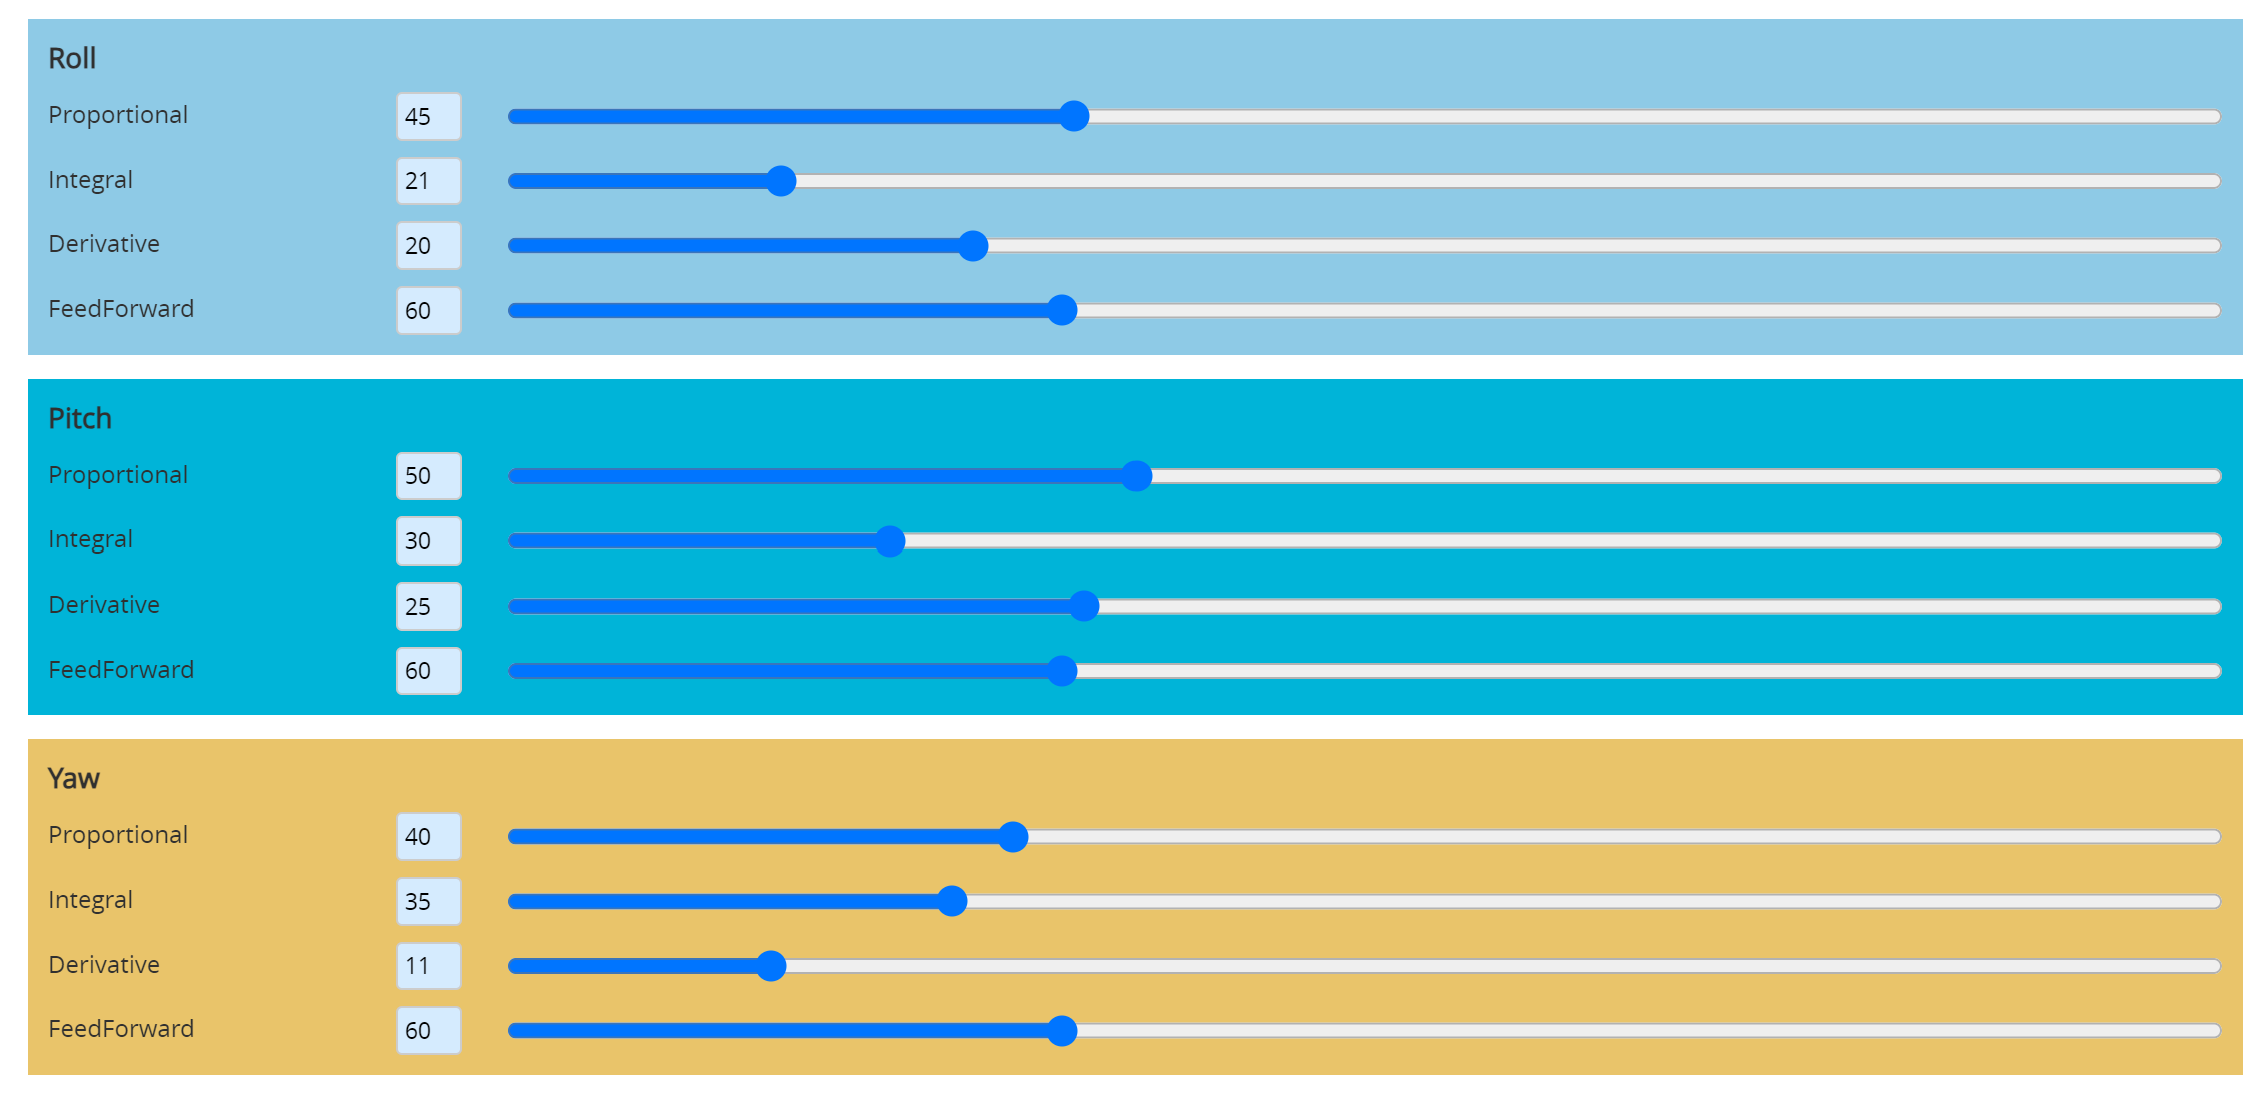 Roll
Proportional 45
Integral 21
Derivative 20
FeedForward 60
Pitch
Proportional 50
Integral 30
Derivative 25
FeedForward 60
Yaw
Proportional 40
Integral 35
Derivative 11
FeedForward 60